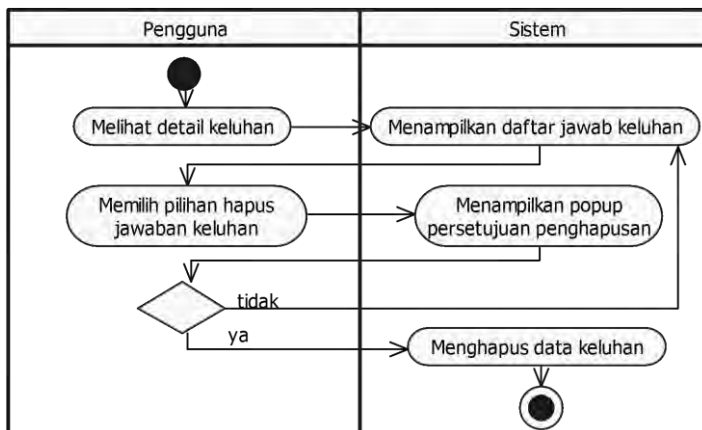 Pengguna
Sistem
Melihat detail keluhan
Menampilkan daftar jawab keluhan
Memilih pilihan hapus
jawaban keluhan
Menampilkan popup
persetujuan penghapusan
tidak
ya
Menghapus data keluhan